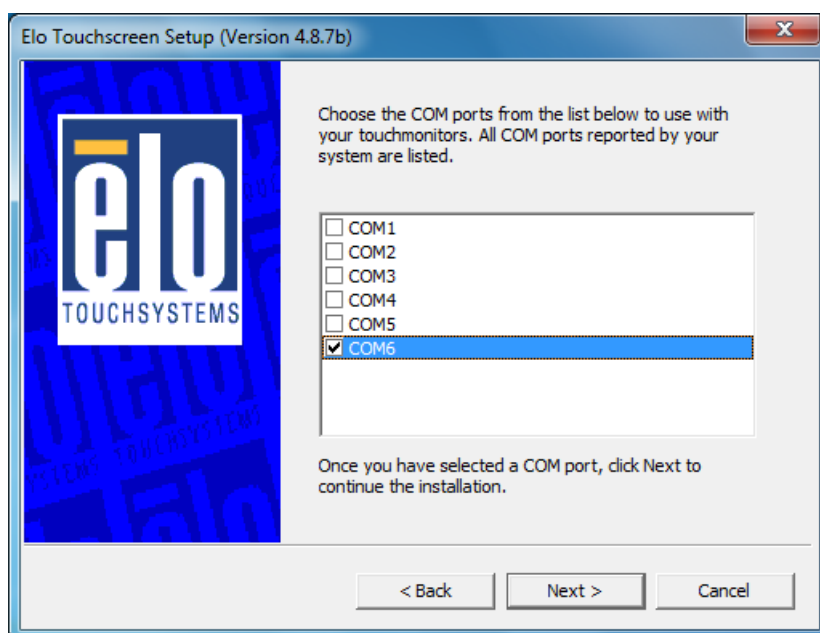 Elo Touchscreen Setup (Version 4.8.7b)
Choose the COM ports from the list below to use with
your touchmonitors. All COM ports reported by your
system are listed.
ēlo
TOUCHSYSTEMS
COM1
COM2
COM3
COM4
COM5
COM6
Once you have selected a COM port, click Next to
continue the installation.
< Back
Next >
Cancel